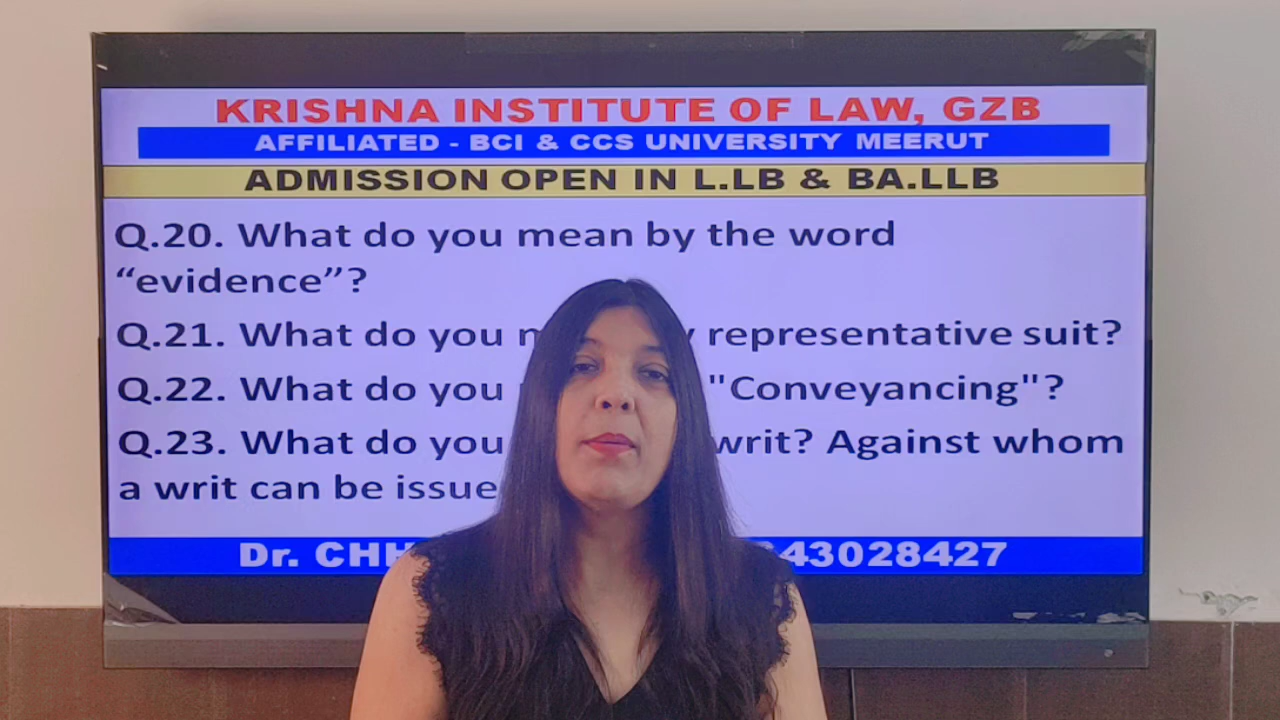 KRISHNA INSTITUTE OF LAW, GZB
AFFILIATED - BCI & CCS UNIVERSITY MEERUT
ADMISSION OPEN IN L.LB & BA.LLB
Q.20. What do you mean by the word
“evidence”?
Q.21. What do you representative suit?
Q.22. What do you "Conveyancing"?
Q.23. What do you writ? Against whom
a writ can be issue
Dr. 43028427